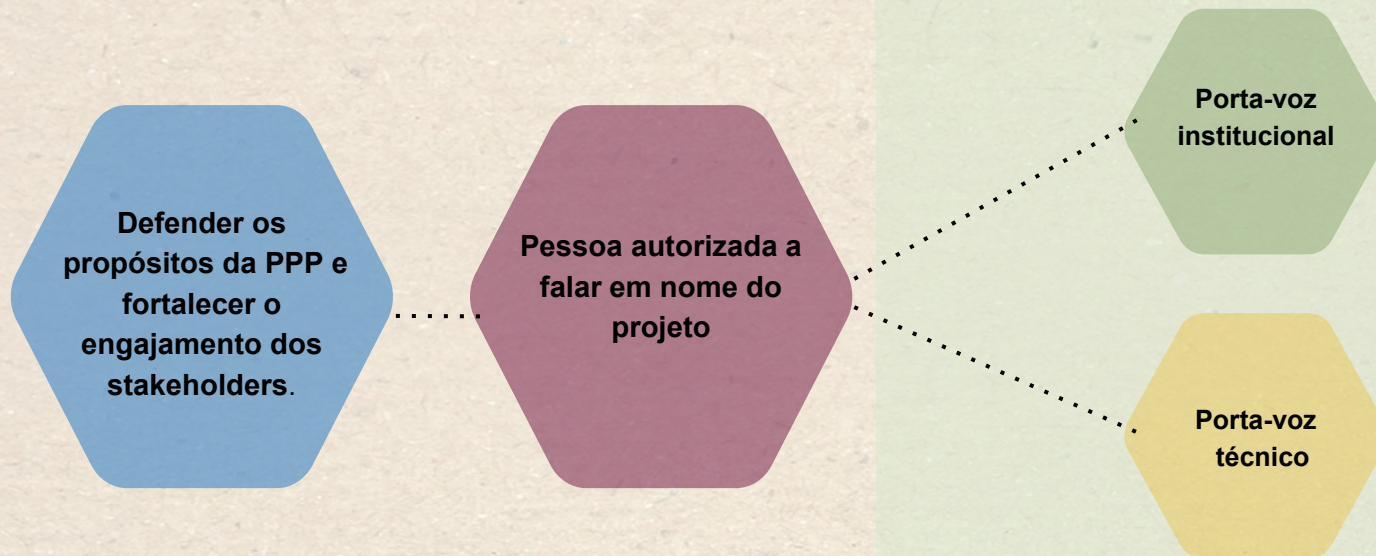 Defender os
propósitos da PPP e
fortalecer o
engajamento dos
stakeholders.
Pessoa autorizada a
falar em nome do
projeto
Porta-voz
institucional
Porta-voz
técnico